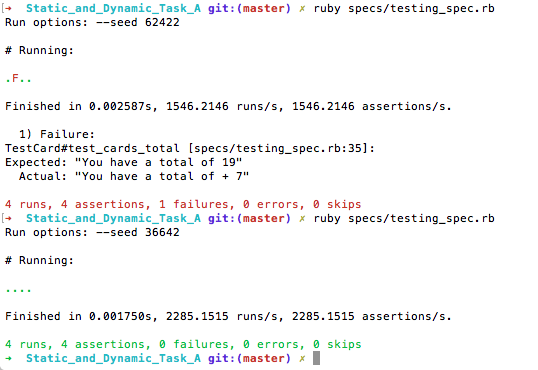 [➜  Static_and_Dynamic_Task_A git:(master) ✗ ruby specs/testing_spec.rb
Run options: --seed 62422
# Running:
.F..
Finished in 0.002587s, 1546.2146 runs/s, 1546.2146 assertions/s.
  1) Failure:
TestCard#test_cards_total [specs/testing_spec.rb:35]:
Expected: "You have a total of 19"
  Actual: "You have a total of + 7"
4 runs, 4 assertions, 1 failures, 0 errors, 0 skips
[➜  Static_and_Dynamic_Task_A git:(master) ✗ ruby specs/testing_spec.rb
Run options: --seed 36642
# Running:
....
Finished in 0.001750s, 2285.1515 runs/s, 2285.1515 assertions/s.
4 runs, 4 assertions, 0 failures, 0 errors, 0 skips
➜  Static_and_Dynamic_Task_A git:(master) ✗